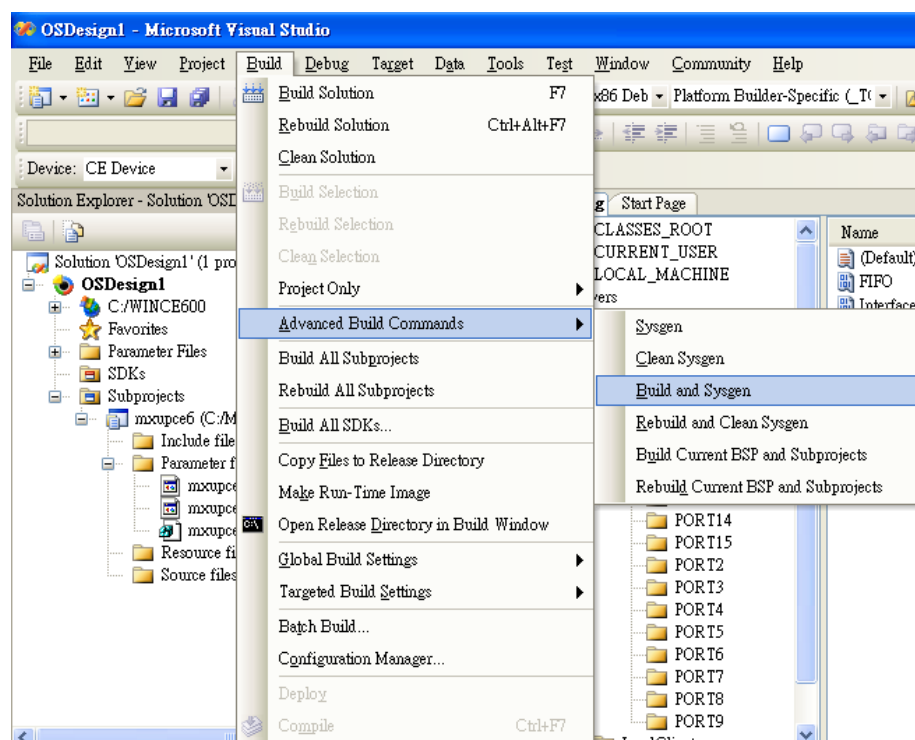 OSDesign1 - Microsoft Visual Studio
File Edit View Project Build Debug Target Data Tools Test Window Community Help
x86 Deb Platform Builder-Specific (_T(
Device: CE Device
Solution Explorer - Solution 'OSD
Solution 'OSDesign1' (1 pro
OSDesign1
C:/WINCE600
Favorites
Parameter Files
SDKs
Subprojects
mxupce6 (C:/M
Include file
Parameter f
mxupce
mxupce
mxupce
Resource fi
Source files
Build Solution F7
Rebuild Solution Ctrl+Alt+F7
Clean Solution
Build Selection
Rebuild Selection
Clean Selection
Project Only
Advanced Build Commands
Build All Subprojects
Rebuild All Subprojects
Build All SDKs...
Copy Files to Release Directory
Make Run-Time Image
Open Release Directory in Build Window
Global Build Settings
Targeted Build Settings
Batch Build...
Configuration Manager...
Deploy
Compile Ctrl+F7
Sysgen
Clean Sysgen
Build and Sysgen
Rebuild and Clean Sysgen
Build Current BSP and Subprojects
Rebuild Current BSP and Subprojects
g Start Page
CLASSES_ROOT
CURRENT_USER
LOCAL_MACHINE
vers
PORT14
PORT15
PORT2
PORT3
PORT4
PORT5
PORT6
PORT7
PORT8
PORT9
Name
(Default)
FIFO
Interface